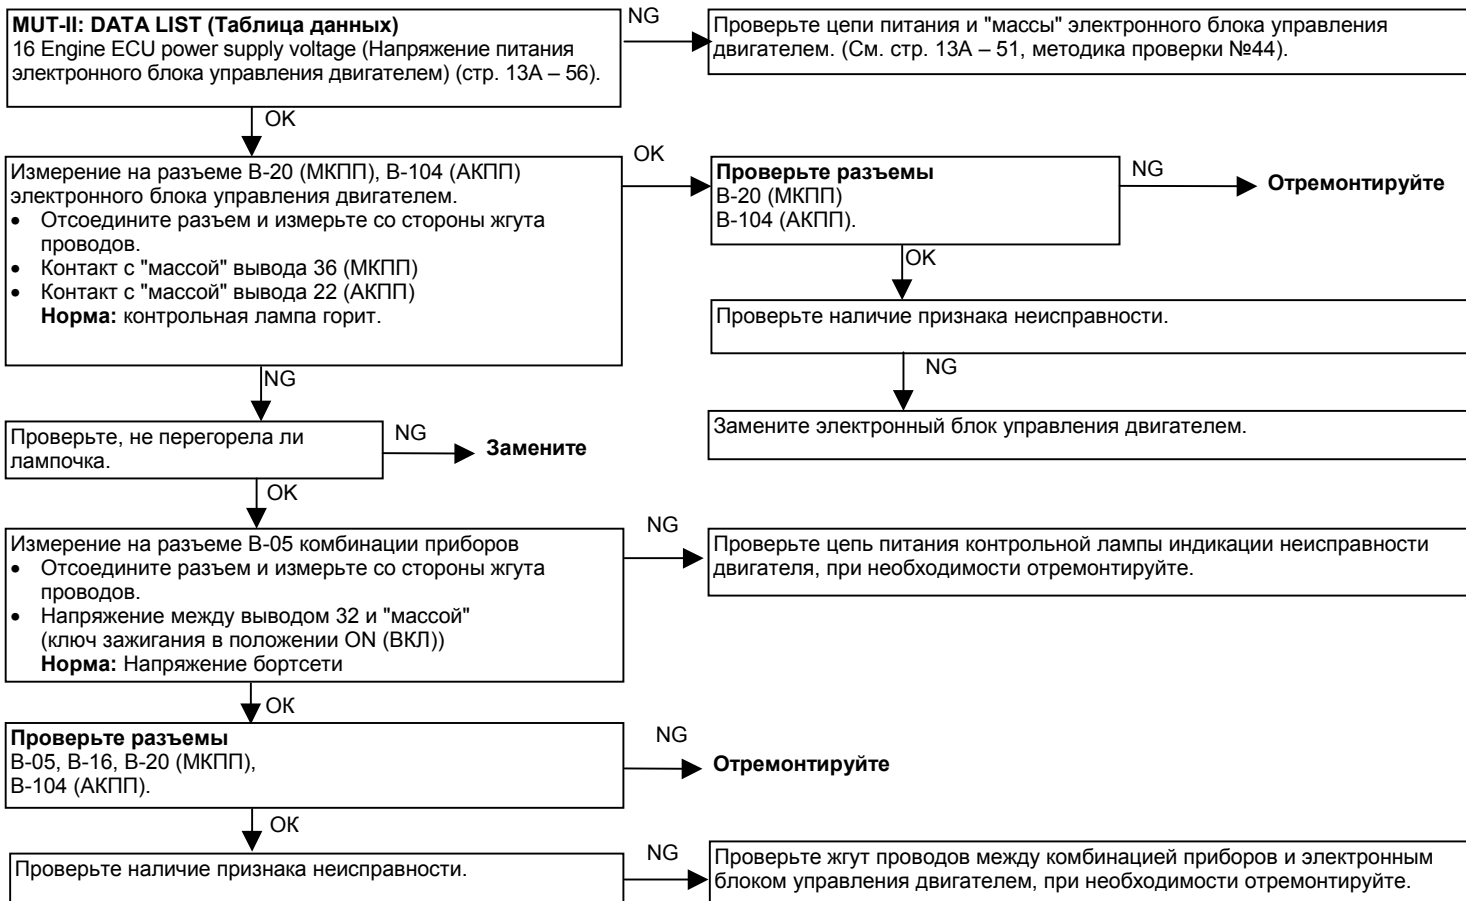 MUT-II: DATA LIST (Таблица данных)
16 Engine ECU power supply voltage (Напряжение питания
электронного блока управления двигателем) (стр. 13А – 56).
NG
Проверьте цепи питания и "массы" электронного блока управления
двигателем. (См. стр. 13А – 51, методика проверки №44).
OK
Измерение на разъеме В-20 (МКПП), В-104 (АКПП)
электронного блока управления двигателем.
• Отсоедините разъем и измерьте со стороны жгута
проводов.
• Контакт с "массой" вывода 36 (МКПП)
• Контакт с "массой" вывода 22 (АКПП)
Норма: контрольная лампа горит.
OK
Проверьте разъемы
В-20 (МКПП)
В-104 (АКПП).
NG
Отремонтируйте
OK
Проверьте наличие признака неисправности.
NG
Замените электронный блок управления двигателем.
NG
Проверьте, не перегорела ли
лампочка.
NG
Замените
OK
Измерение на разъеме В-05 комбинации приборов
• Отсоедините разъем и измерьте со стороны жгута
проводов.
• Напряжение между выводом 32 и "массой"
(ключ зажигания в положении ON (ВКЛ))
Норма: Напряжение бортсети
NG
Проверьте цепь питания контрольной лампы индикации неисправности
двигателя, при необходимости отремонтируйте.
OK
Проверьте разъемы
В-05, В-16, В-20 (МКПП),
В-104 (АКПП).
NG
Отремонтируйте
OK
Проверьте наличие признака неисправности.
NG
Проверьте жгут проводов между комбинацией приборов и электронным
блоком управления двигателем, при необходимости отремонтируйте.